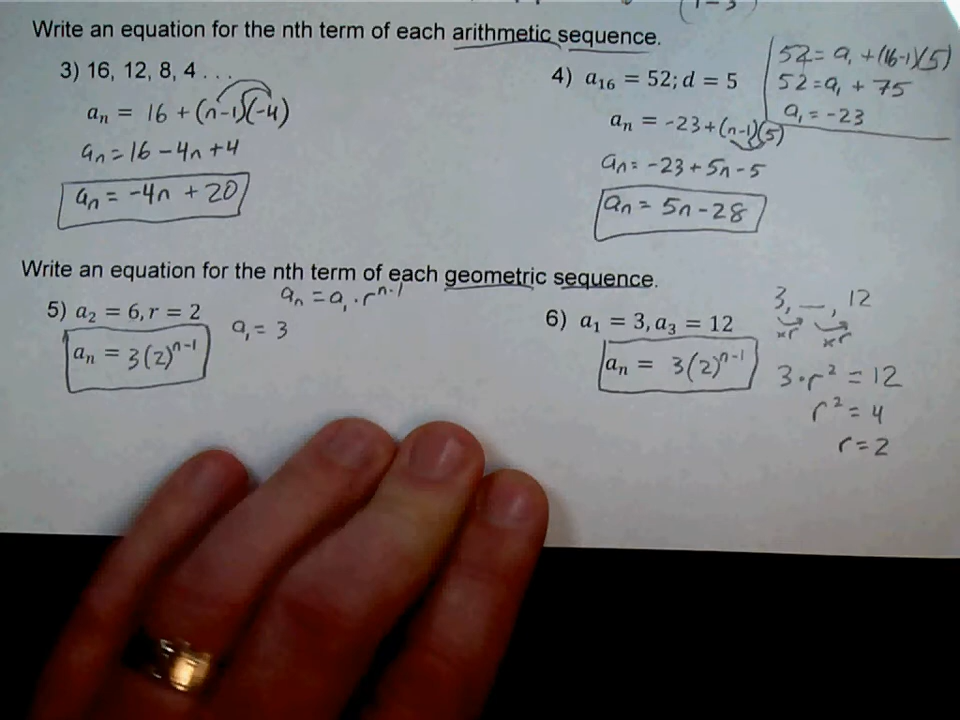 (1-3)
Write an equation for the nth term of each arithmetic sequence.
3) 16, 12, 8, 4 . . .
aₙ = 16 + (n-1)(-4)
aₙ = 16 - 4n + 4
aₙ = -4n + 20
4) a₁₆ = 52; d = 5
52 = a₁ + (16-1)(5)
52 = a₁ + 75
a₁ = -23
aₙ = -23 + (n-1)(5)
aₙ = -23 + 5n - 5
aₙ = 5n - 28
Write an equation for the nth term of each geometric sequence.
aₙ = a₁ · rⁿ⁻¹
5) a₂ = 6, r = 2
a₁ = 3
aₙ = 3(2)ⁿ⁻¹
6) a₁ = 3, a₃ = 12
aₙ = 3(2)ⁿ⁻¹
3, __, 12
×r ×r
3·r² = 12
r² = 4
r = 2